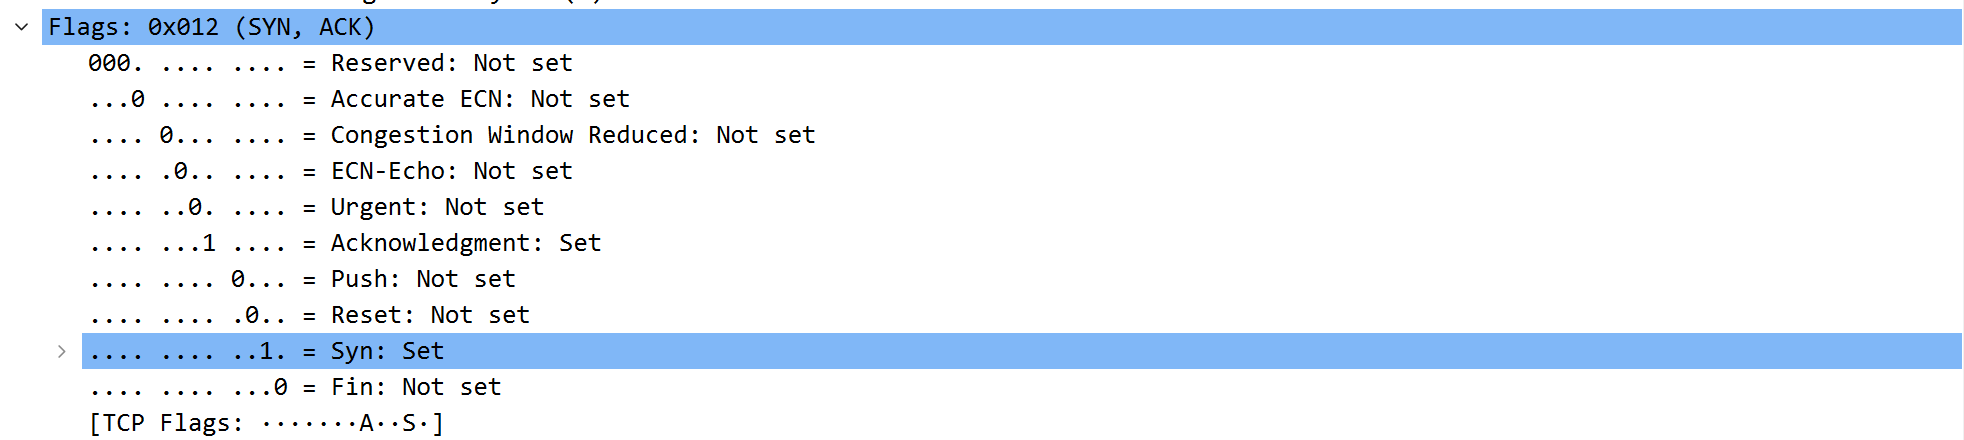 Flags: 0x012 (SYN, ACK)
000. .... .... = Reserved: Not set
...0 .... .... = Accurate ECN: Not set
.... 0... .... = Congestion Window Reduced: Not set
.... .0.. .... = ECN-Echo: Not set
.... ..0. .... = Urgent: Not set
.... ...1 .... = Acknowledgment: Set
.... .... 0... = Push: Not set
.... .... .0.. = Reset: Not set
.... .... ..1. = Syn: Set
.... .... ...0 = Fin: Not set
[TCP Flags: ·······A··S·]